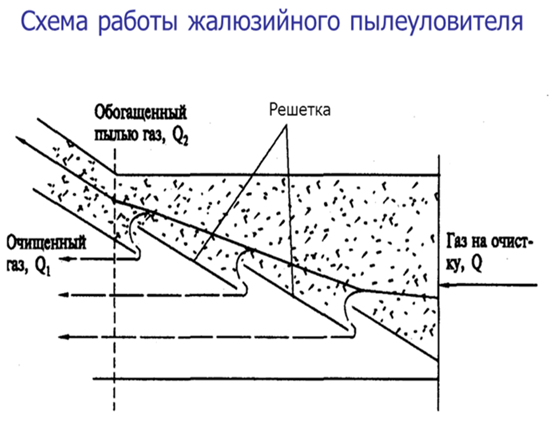 Схема работы жалюзийного пылеуловителя
Обогащенный
пылью газ, Q2
Решетка
Очищенный
газ, Q1
Газ на очист-
ку, Q